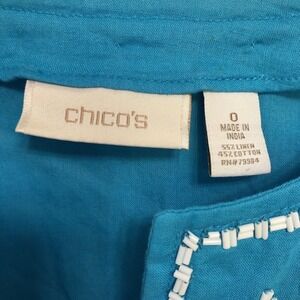 chico's
0
MADE IN
INDIA
55% LINEN
45% COTTON
RN#79984